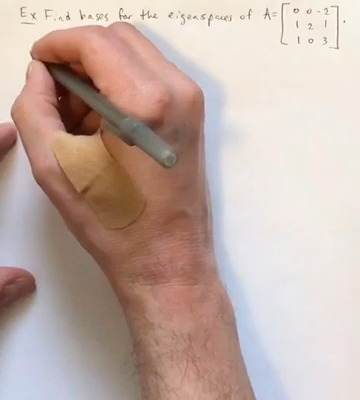 Ex Find bases for the eigenspaces of A= [ 0 0 -2
1 2 1
1 0 3 ].